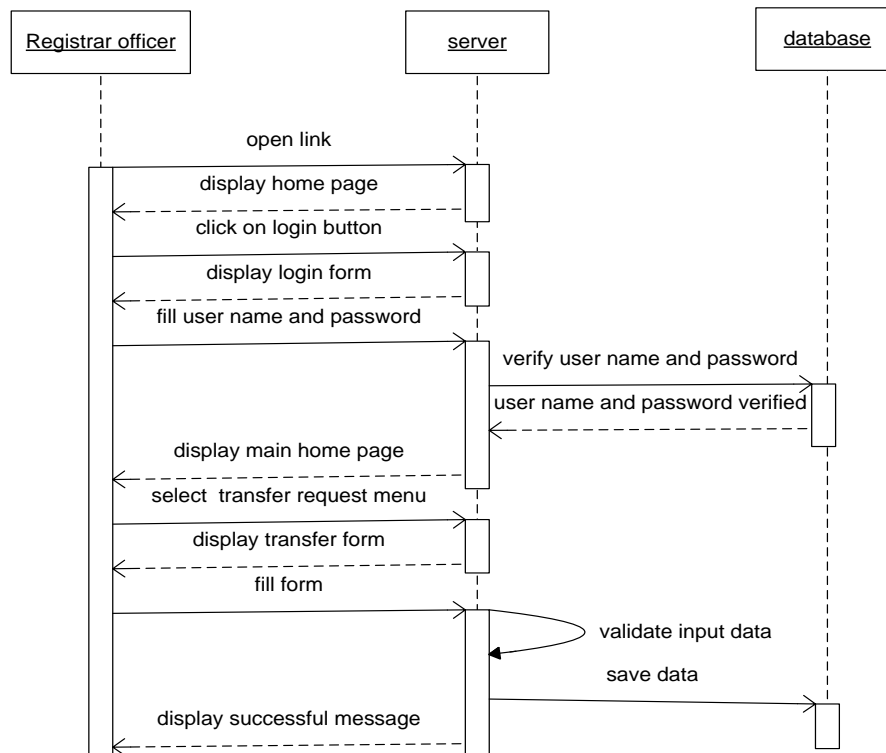 Registrar officer
server
database
open link
display home page
click on login button
display login form
fill user name and password
verify user name and password
user name and password verified
display main home page
select transfer request menu
display transfer form
fill form
validate input data
save data
display successful message